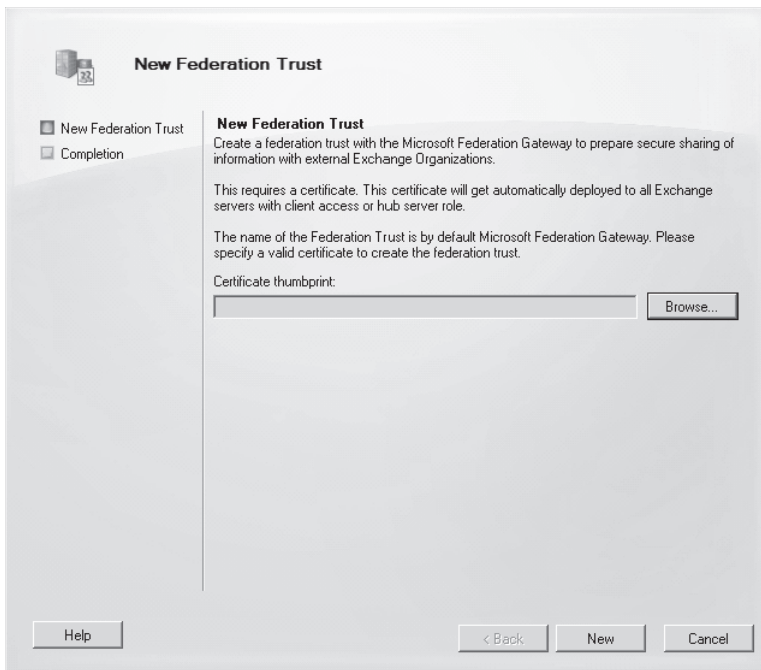 New Federation Trust
New Federation Trust
Completion
New Federation Trust
Create a federation trust with the Microsoft Federation Gateway to prepare secure sharing of
information with external Exchange Organizations.
This requires a certificate. This certificate will get automatically deployed to all Exchange
servers with client access or hub server role.
The name of the Federation Trust is by default Microsoft Federation Gateway. Please
specify a valid certificate to create the federation trust.
Certificate thumbprint:
Browse...
Help
< Back
New
Cancel